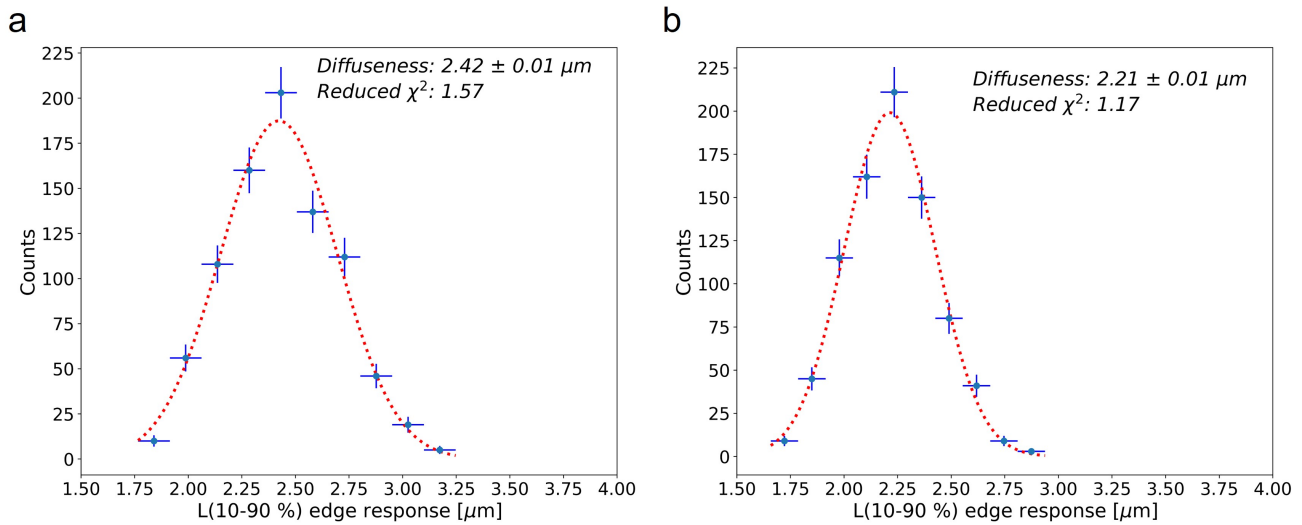 a
Diffuseness: 2.42 ± 0.01 μm
Reduced χ²: 1.57
225
200
175
150
125
100
75
50
25
0
Counts
1.50 1.75 2.00 2.25 2.50 2.75 3.00 3.25 3.50 3.75 4.00
L(10-90 %) edge response [μm]
b
Diffuseness: 2.21 ± 0.01 μm
Reduced χ²: 1.17
225
200
175
150
125
100
75
50
25
0
Counts
1.50 1.75 2.00 2.25 2.50 2.75 3.00 3.25 3.50 3.75 4.00
L(10-90 %) edge response [μm]